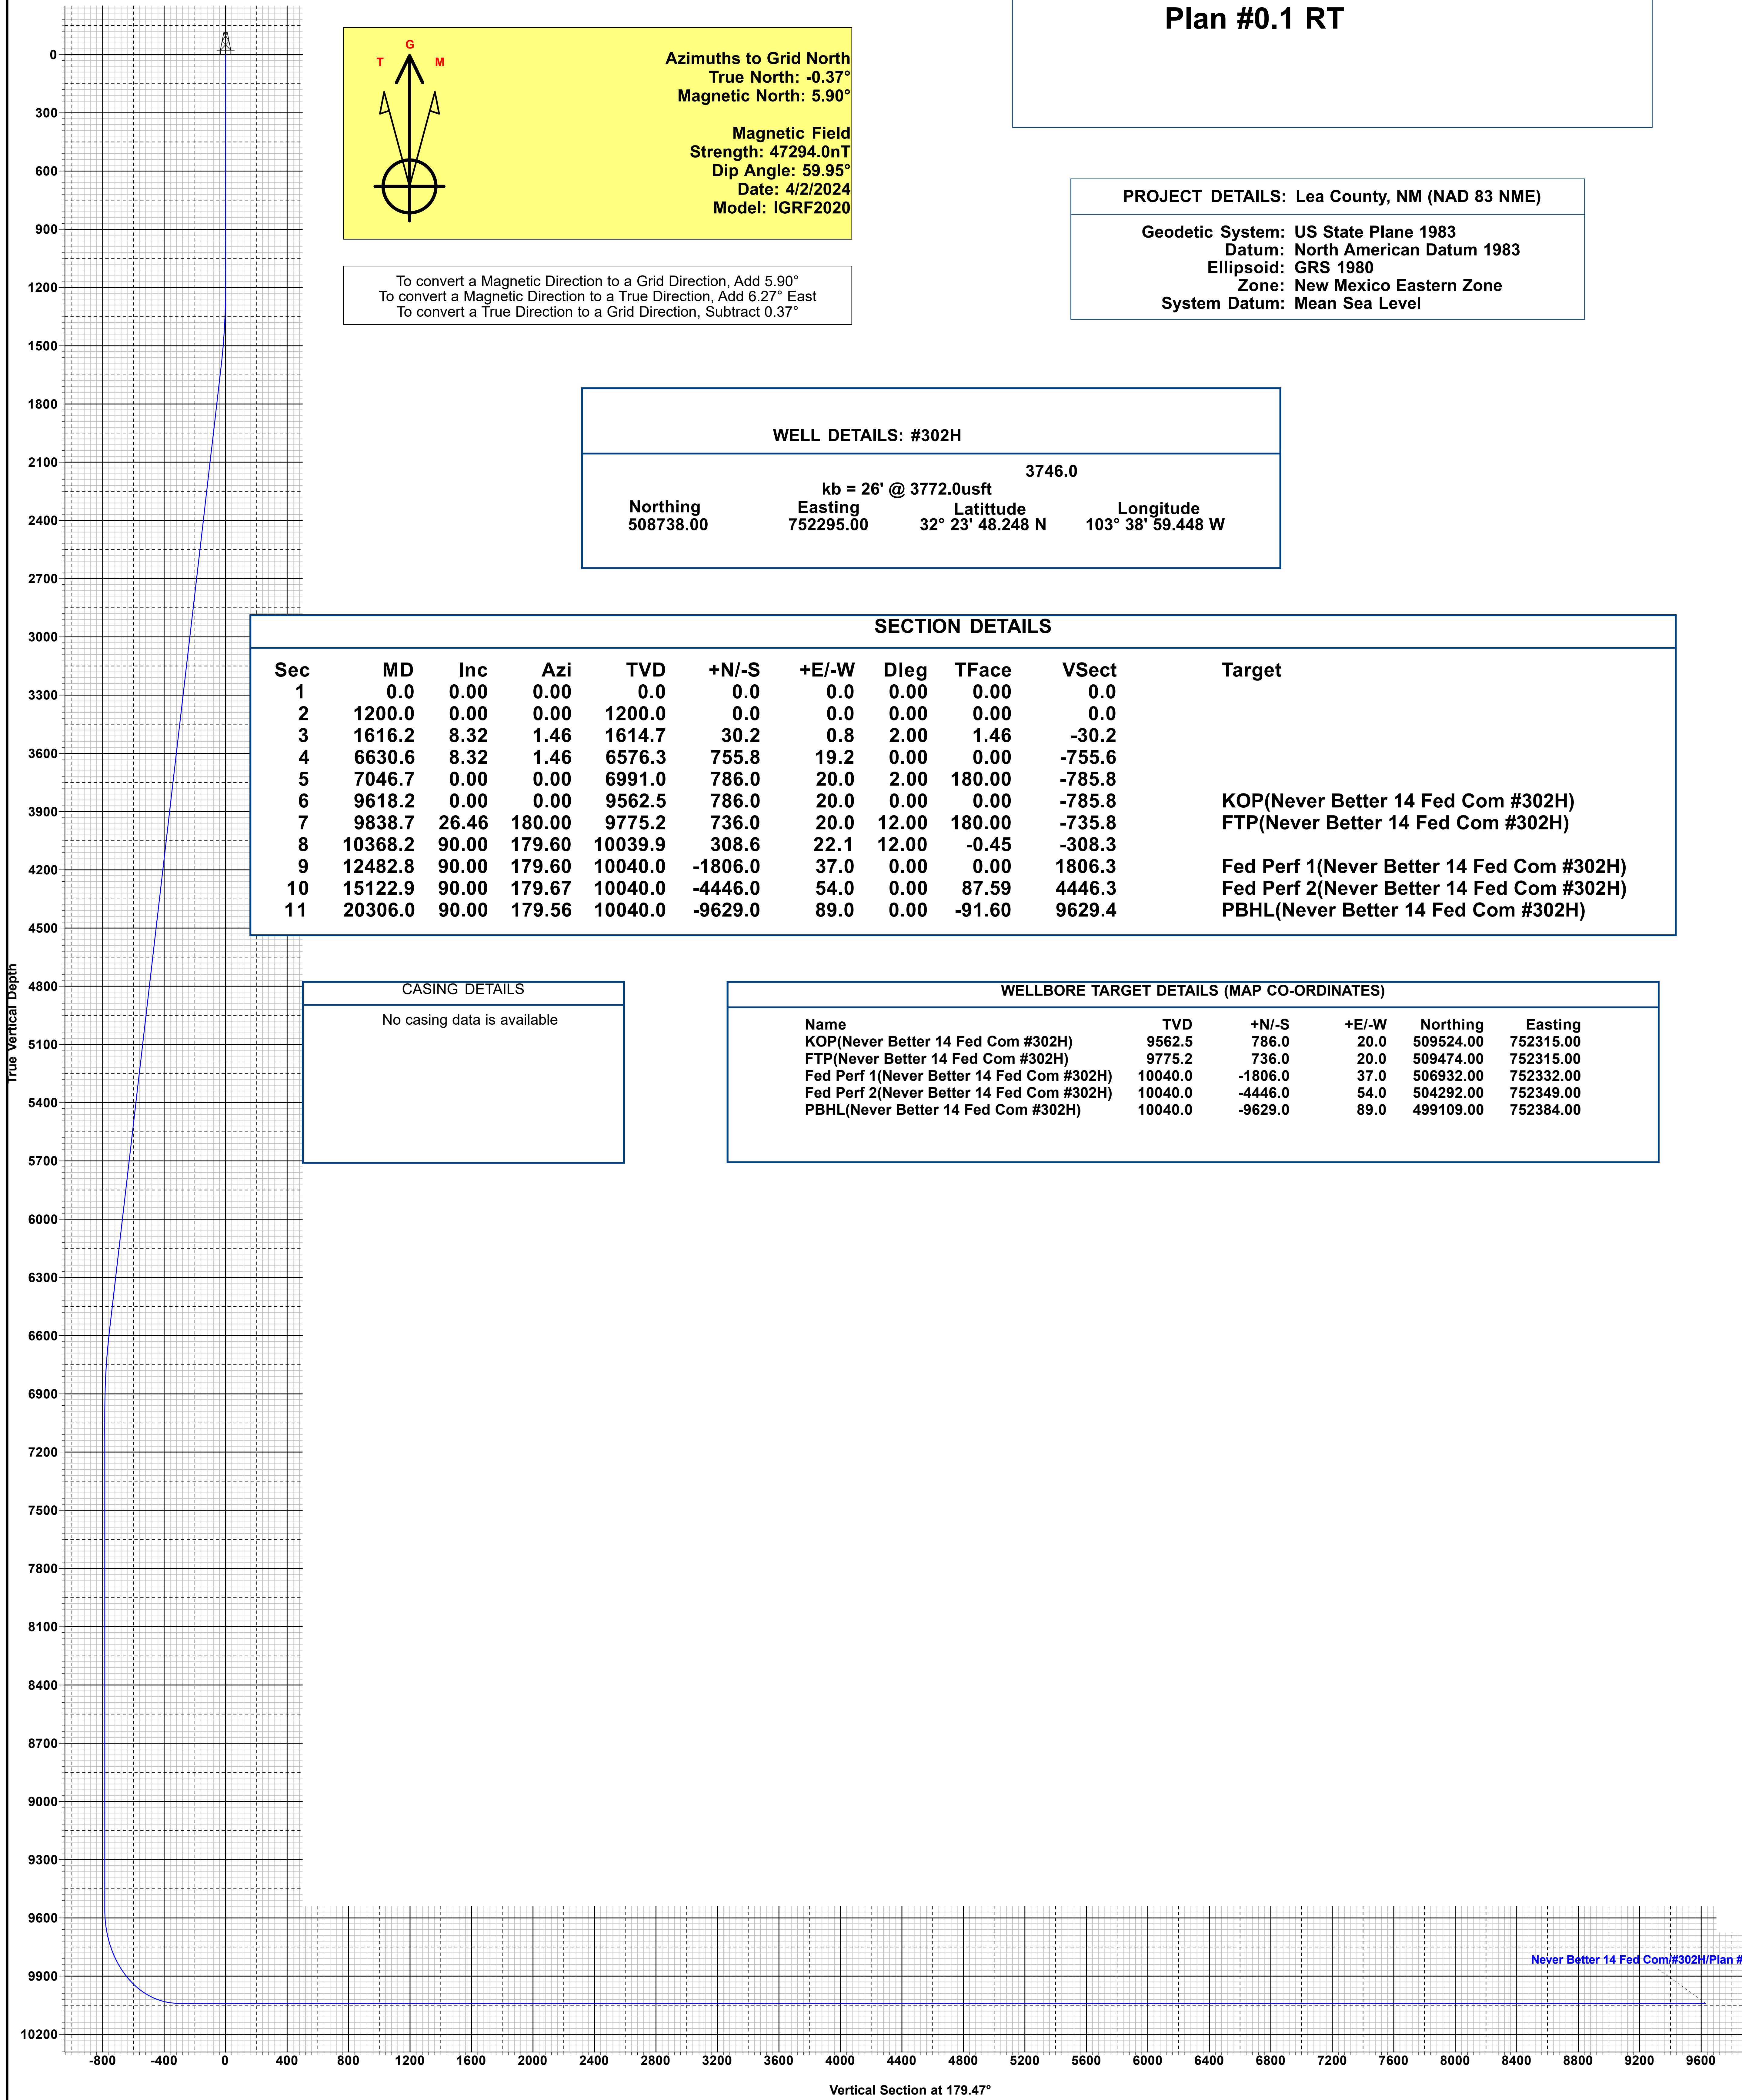 Plan #0.1 RT
G
T M
Azimuths to Grid North
True North: -0.37°
Magnetic North: 5.90°
Magnetic Field
Strength: 47294.0nT
Dip Angle: 59.95°
Date: 4/2/2024
Model: IGRF2020
To convert a Magnetic Direction to a Grid Direction, Add 5.90°
To convert a Magnetic Direction to a True Direction, Add 6.27° East
To convert a True Direction to a Grid Direction, Subtract 0.37°
PROJECT DETAILS: Lea County, NM (NAD 83 NME)
Geodetic System: US State Plane 1983
Datum: North American Datum 1983
Ellipsoid: GRS 1980
Zone: New Mexico Eastern Zone
System Datum: Mean Sea Level
WELL DETAILS: #302H
3746.0
kb = 26' @ 3772.0usft
Northing Easting Latittude Longitude
508738.00 752295.00 32° 23' 48.248 N 103° 38' 59.448 W
SECTION DETAILS
Sec MD Inc Azi TVD +N/-S +E/-W Dleg TFace VSect Target
1 0.0 0.00 0.00 0.0 0.0 0.0 0.00 0.00 0.0
2 1200.0 0.00 0.00 1200.0 0.0 0.0 0.00 0.00 0.0
3 1616.2 8.32 1.46 1614.7 30.2 0.8 2.00 1.46 -30.2
4 6630.6 8.32 1.46 6576.3 755.8 19.2 0.00 0.00 -755.6
5 7046.7 0.00 0.00 6991.0 786.0 20.0 2.00 180.00 -785.8
6 9618.2 0.00 0.00 9562.5 786.0 20.0 0.00 0.00 -785.8 KOP(Never Better 14 Fed Com #302H)
7 9838.7 26.46 180.00 9775.2 736.0 20.0 12.00 180.00 -735.8 FTP(Never Better 14 Fed Com #302H)
8 10368.2 90.00 179.60 10039.9 308.6 22.1 12.00 -0.45 -308.3
9 12482.8 90.00 179.60 10040.0 -1806.0 37.0 0.00 0.00 1806.3 Fed Perf 1(Never Better 14 Fed Com #302H)
10 15122.9 90.00 179.67 10040.0 -4446.0 54.0 0.00 87.59 4446.3 Fed Perf 2(Never Better 14 Fed Com #302H)
11 20306.0 90.00 179.56 10040.0 -9629.0 89.0 0.00 -91.60 9629.4 PBHL(Never Better 14 Fed Com #302H)
CASING DETAILS
No casing data is available
WELLBORE TARGET DETAILS (MAP CO-ORDINATES)
Name TVD +N/-S +E/-W Northing Easting
KOP(Never Better 14 Fed Com #302H) 9562.5 786.0 20.0 509524.00 752315.00
FTP(Never Better 14 Fed Com #302H) 9775.2 736.0 20.0 509474.00 752315.00
Fed Perf 1(Never Better 14 Fed Com #302H) 10040.0 -1806.0 37.0 506932.00 752332.00
Fed Perf 2(Never Better 14 Fed Com #302H) 10040.0 -4446.0 54.0 504292.00 752349.00
PBHL(Never Better 14 Fed Com #302H) 10040.0 -9629.0 89.0 499109.00 752384.00
True Vertical Depth
0
300
600
900
1200
1500
1800
2100
2400
2700
3000
3300
3600
3900
4200
4500
4800
5100
5400
5700
6000
6300
6600
6900
7200
7500
7800
8100
8400
8700
9000
9300
9600
9900
10200
Never Better 14 Fed Com/#302H/Plan #
-800 -400 0 400 800 1200 1600 2000 2400 2800 3200 3600 4000 4400 4800 5200 5600 6000 6400 6800 7200 7600 8000 8400 8800 9200 9600
Vertical Section at 179.47°